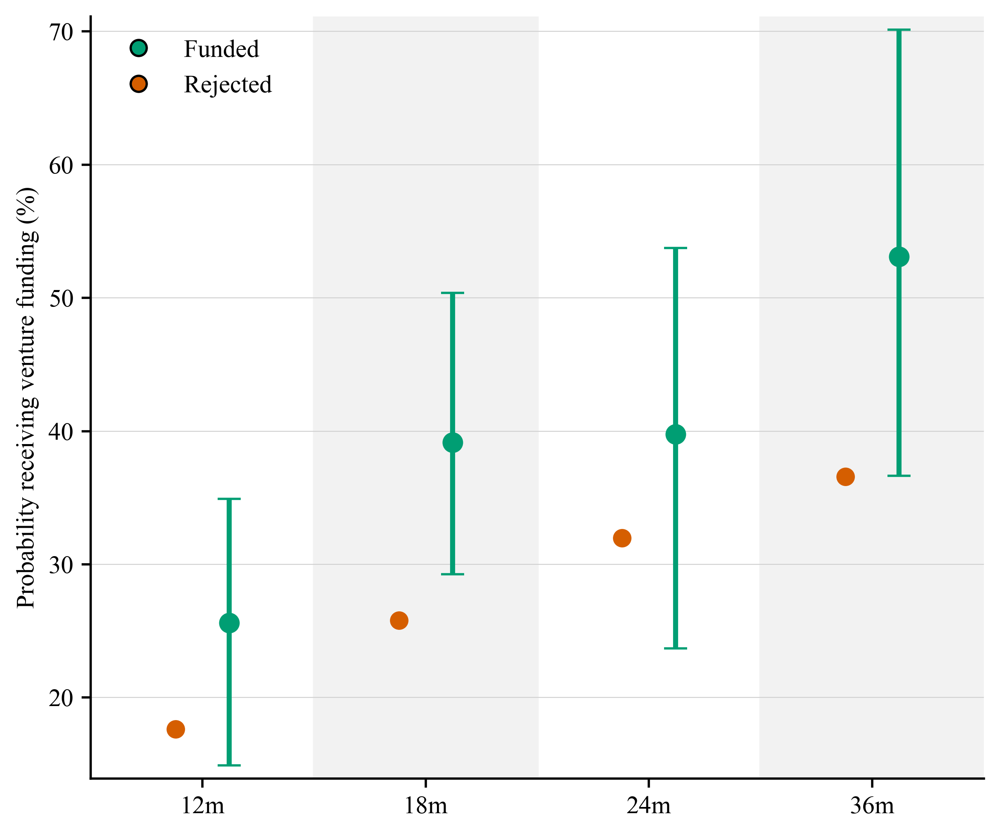 Probability receiving venture funding (%)
70
60
50
40
30
20
Funded
Rejected
12m
18m
24m
36m